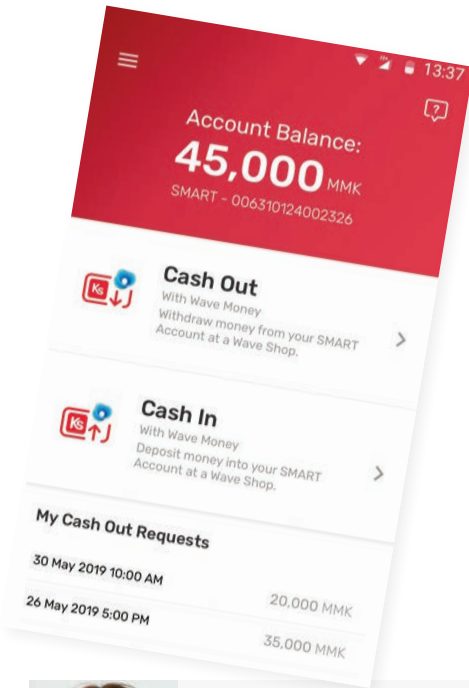 13:37
?
Account Balance:
45,000 MMK
SMART - 006310124002326
Ks
Cash Out
With Wave Money
Withdraw money from your SMART
Account at a Wave Shop.
Ks
Cash In
With Wave Money
Deposit money into your SMART
Account at a Wave Shop.
My Cash Out Requests
30 May 2019 10:00 AM
20,000 MMK
26 May 2019 5:00 PM
35,000 MMK